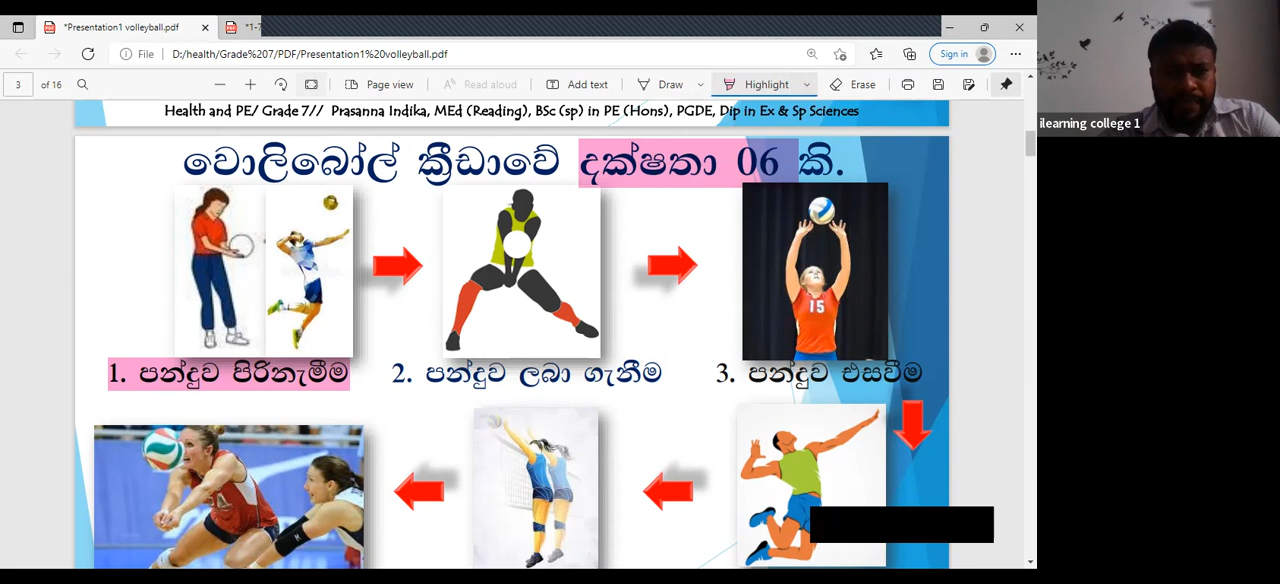 *Presentation1 volleyball.pdf
*1-7
File
D:/health/Grade%207/PDF/Presentation1%20volleyball.pdf
Sign in
3 of 16
Page view
Read aloud
Add text
Draw
Highlight
Erase
Health and PE/ Grade 7// Prasanna Indika, MEd (Reading), BSc (sp) in PE (Hons), PGDE, Dip in Ex & Sp Sciences
වොලිබෝල් ක්‍රීඩාවේ දක්ෂතා 06 කි.
15
1. පන්දුව පිරිනැමීම
2. පන්දුව ලබා ගැනීම
3. පන්දුව එසවීම
ilearning college 1